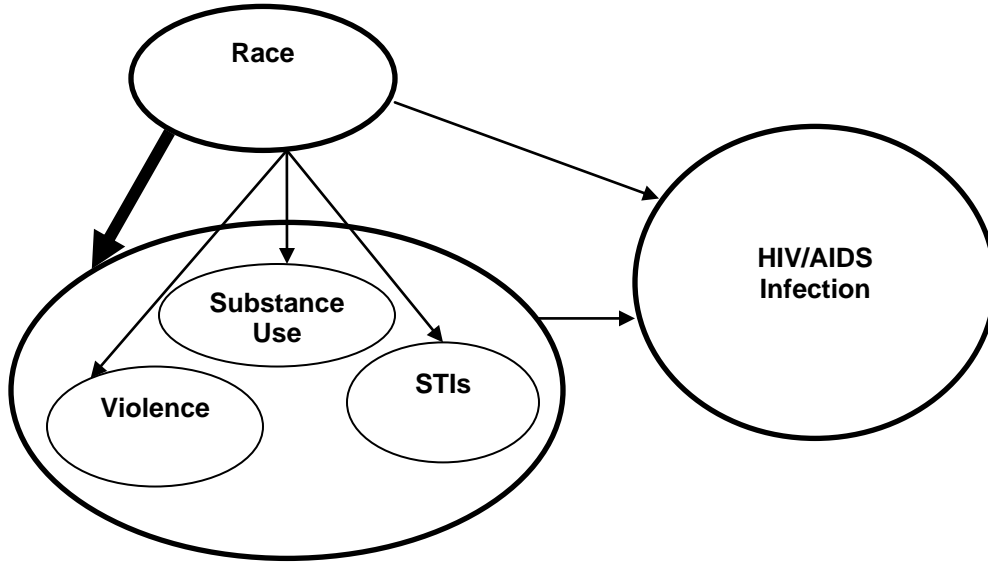 Race
HIV/AIDS
Infection
Substance
Use
STIs
Violence